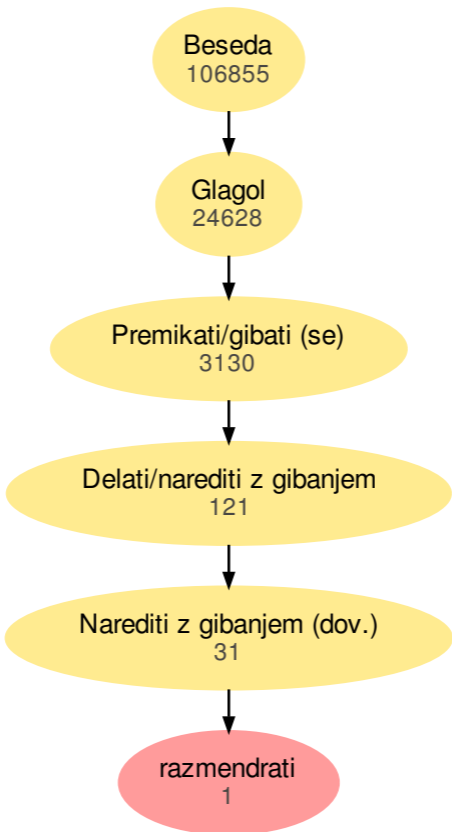 Beseda
106855
Glagol
24628
Premikati/gibati (se)
3130
Delati/narediti z gibanjem
121
Narediti z gibanjem (dov.)
31
razmendrati
1